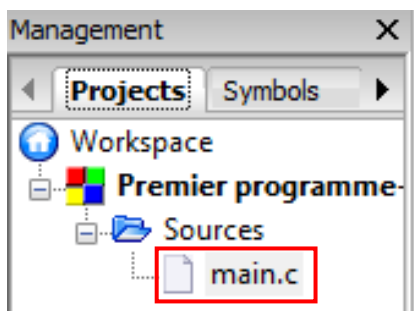 Management
Projects Symbols
Workspace
Premier programme-
Sources
main.c